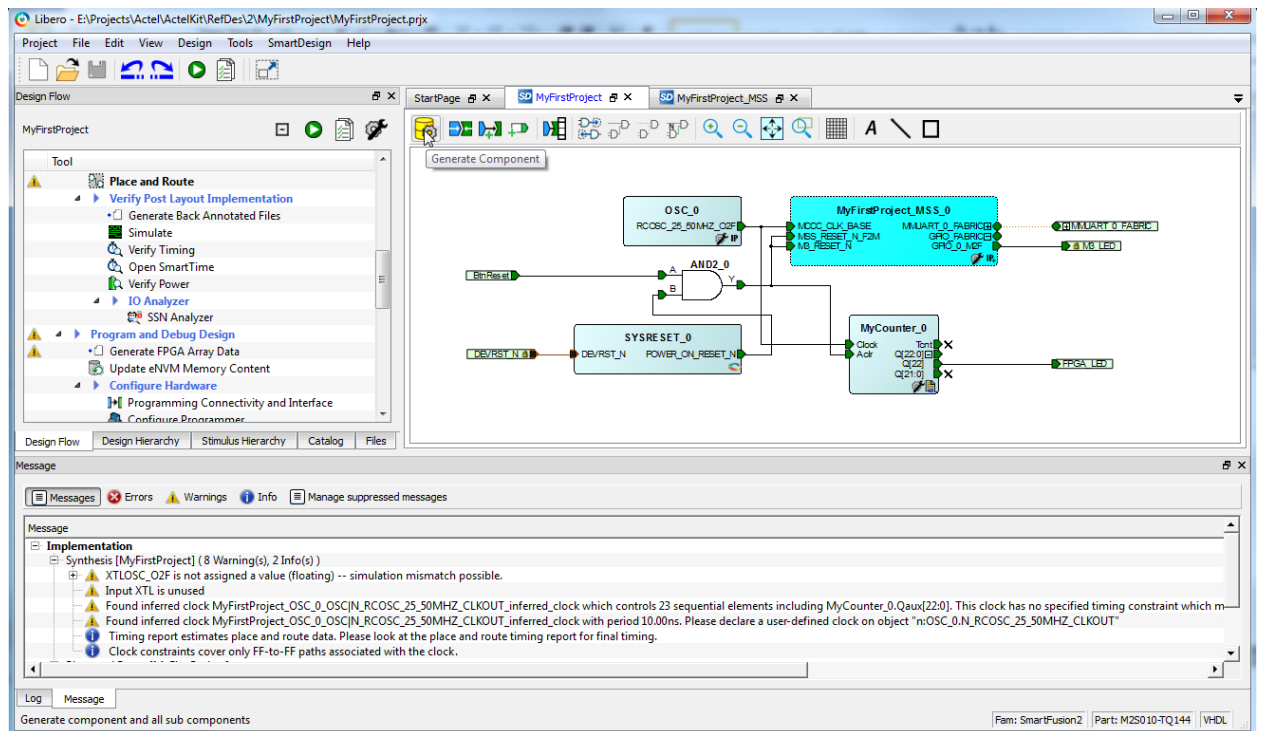 Libero - E:\Projects\Actel\ActelKit\RefDes\2\MyFirstProject\MyFirstProject.prjx
Project File Edit View Design Tools SmartDesign Help
Design Flow
StartPage
MyFirstProject
MyFirstProject_MSS
MyFirstProject
Generate Component
Tool
Place and Route
Verify Post Layout Implementation
Generate Back Annotated Files
Simulate
Verify Timing
Open SmartTime
Verify Power
IO Analyzer
SSN Analyzer
Program and Debug Design
Generate FPGA Array Data
Update eNVM Memory Content
Configure Hardware
Programming Connectivity and Interface
Configure Programmer
Design Flow Design Hierarchy Stimulus Hierarchy Catalog Files
OSC_0
RCOSC_25_50MHZ_O2F
IP
MyFirstProject_MSS_0
MCCC_CLK_BASE MMUART_0_FABRIC
MSS_RESET_N_F2M GPIO_FABRIC
M3_RESET_N GPIO_0_M2F
IP
MMUART_0_FABRIC
M3_LED
BtnReset
AND2_0
A
B
Y
SYSRESET_0
DEVRST_N
DEVRST_N POWER_ON_RESET_N
MyCounter_0
Clock Tcnt
Aclr Q[22:0]
Q[22]
Q[21:0]
FPGA_LED
Message
Messages Errors Warnings Info Manage suppressed messages
Message
Implementation
Synthesis [MyFirstProject] ( 8 Warning(s), 2 Info(s) )
XTLOSC_O2F is not assigned a value (floating) -- simulation mismatch possible.
Input XTL is unused
Found inferred clock MyFirstProject_OSC_0_OSC|N_RCOSC_25_50MHZ_CLKOUT_inferred_clock which controls 23 sequential elements including MyCounter_0.Qaux[22:0]. This clock has no specified timing constraint which m
Found inferred clock MyFirstProject_OSC_0_OSC|N_RCOSC_25_50MHZ_CLKOUT_inferred_clock with period 10.00ns. Please declare a user-defined clock on object "n:OSC_0.N_RCOSC_25_50MHZ_CLKOUT"
Timing report estimates place and route data. Please look at the place and route timing report for final timing.
Clock constraints cover only FF-to-FF paths associated with the clock.
Log Message
Generate component and all sub components
Fam: SmartFusion2 Part: M2S010-TQ144 VHDL